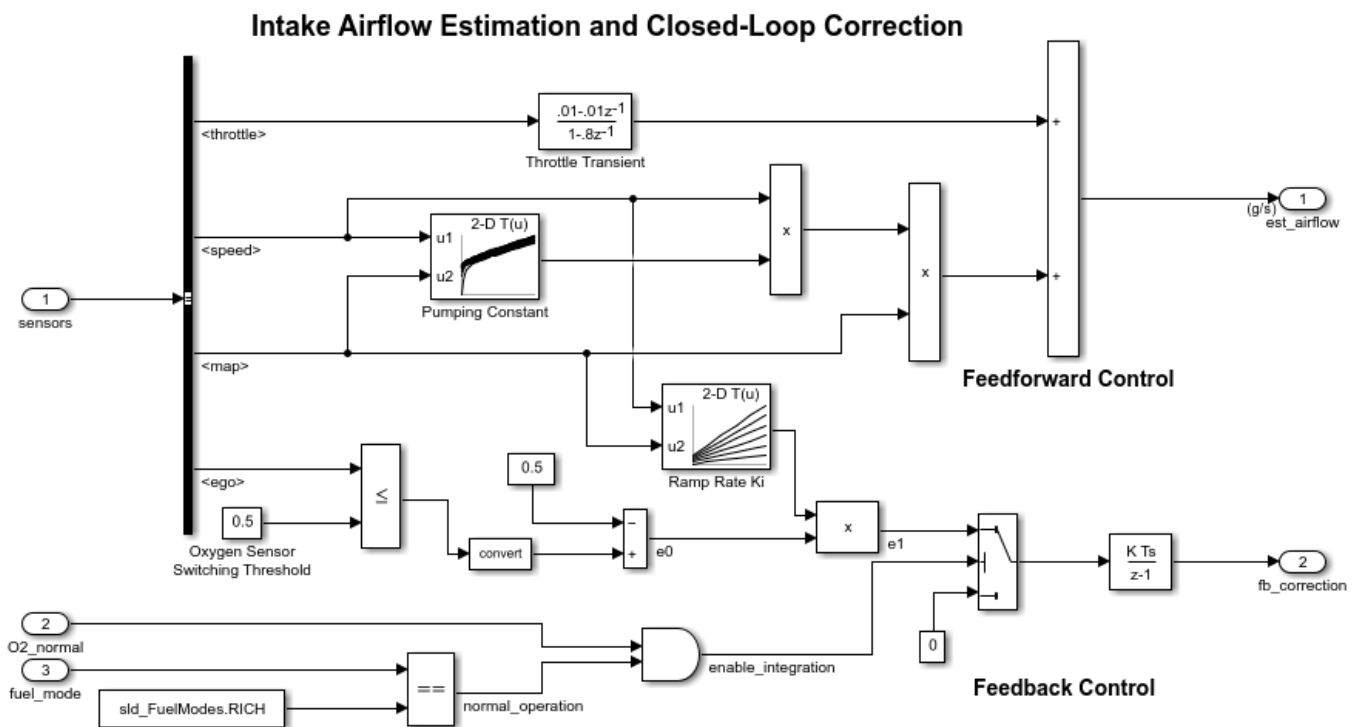 Intake Airflow Estimation and Closed-Loop Correction
<throttle>
.01-.01z-1
1-.8z-1
Throttle Transient
+
<speed>
2-D T(u)
u1
u2
Pumping Constant
x
x
+
(g/s)
1
est_airflow
1
sensors
<map>
Feedforward Control
2-D T(u)
u1
u2
Ramp Rate Ki
<ego>
0.5
Oxygen Sensor
Switching Threshold
≤
convert
0.5
−
+
e0
x
e1
0
K Ts
z-1
2
fb_correction
2
O2_normal
3
fuel_mode
sld_FuelModes.RICH
==
normal_operation
enable_integration
Feedback Control